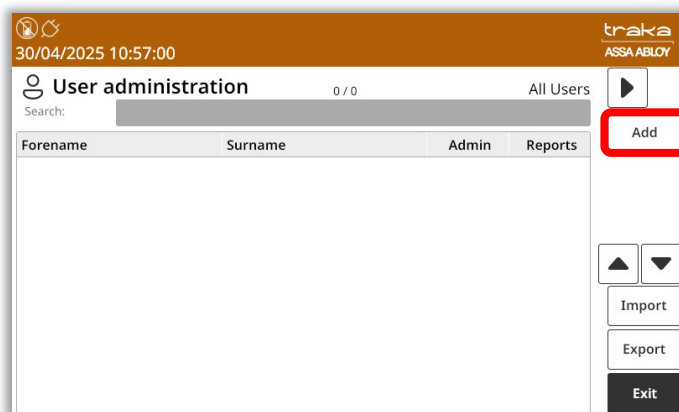 traka
30/04/2025 10:57:00
ASSA ABLOY
User administration
0 / 0
All Users
Search:
Add
Forename Surname Admin Reports
Import
Export
Exit